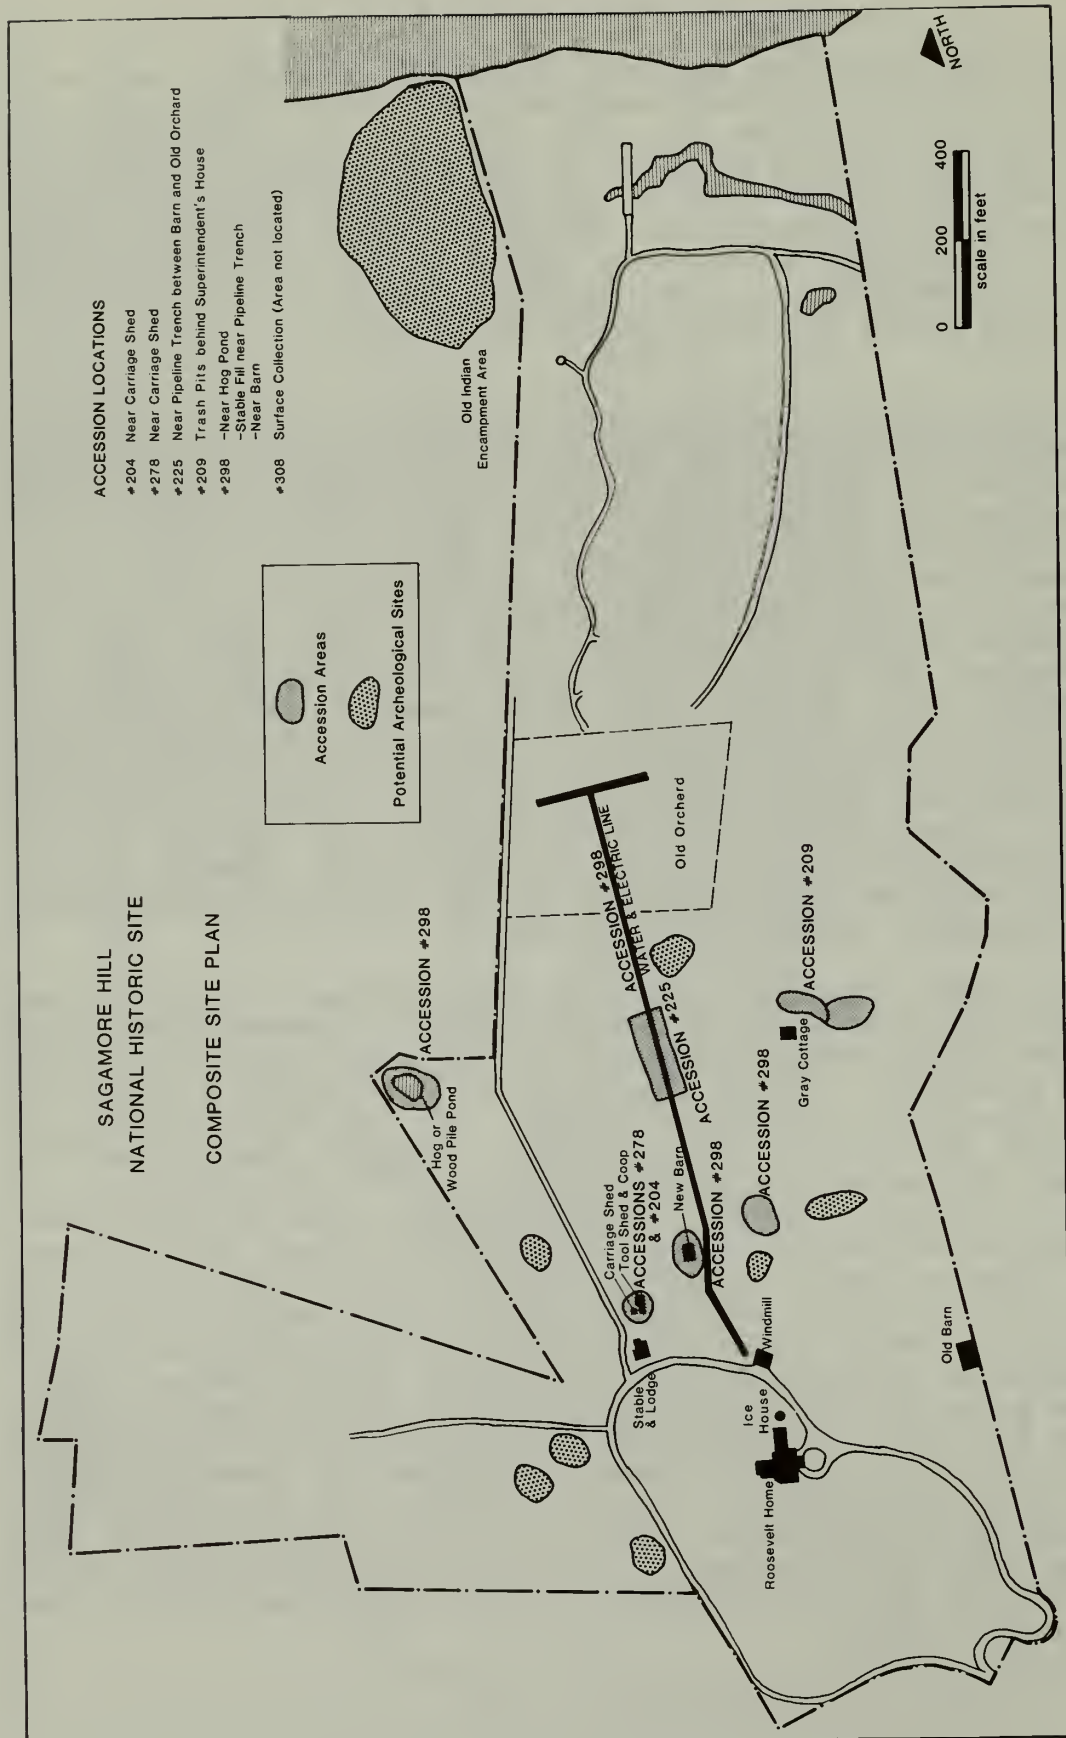 SAGAMORE HILL
NATIONAL HISTORIC SITE
COMPOSITE SITE PLAN
Accession Areas
Potential Archeological Sites
ACCESSION LOCATIONS
#204 Near Carriage Shed
#278 Near Carriage Shed
#225 Near Pipeline Trench between Barn and Old Orchard
#209 Trash Pits behind Superintendent's House
#298 -Near Hog Pond
-Stable Fill near Pipeline Trench
-Near Barn
#308 Surface Collection (Area not located)
Old Indian
Encampment Area
ACCESSION #298
Hog or
Wood Pile Pond
Carriage Shed
Tool Shed & Coop
ACCESSIONS #278
& #204
Stable
& Lodge
New Barn
ACCESSION #298
ACCESSION #225
ACCESSION #298
WATER & ELECTRIC LINE
Old Orcherd
Windmill
Ice
House
Roosevelt Home
ACCESSION #298
Gray Cottage
ACCESSION #209
Old Barn
0 200 400
scale in feet
NORTH